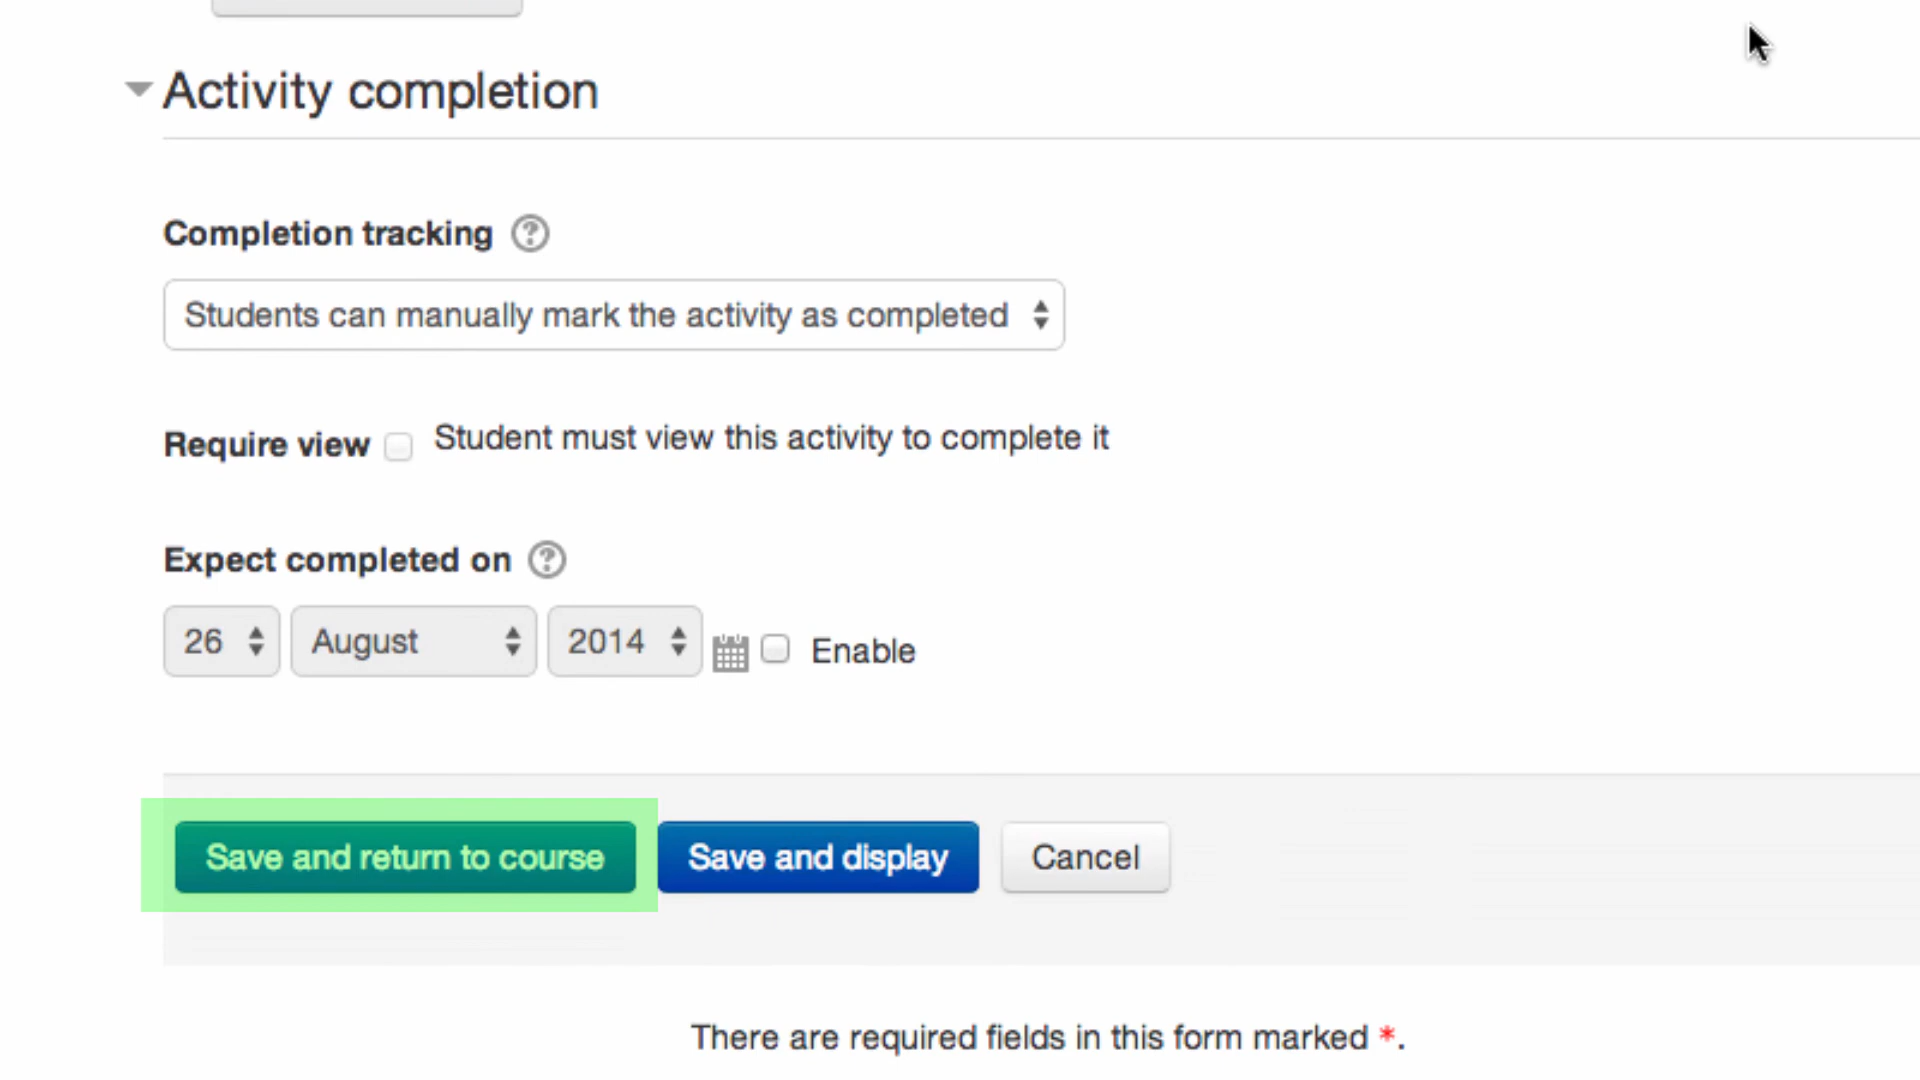 Activity completion
Completion tracking
Students can manually mark the activity as completed
Require view Student must view this activity to complete it
Expect completed on
26 August 2014 Enable
Save and return to course Save and display Cancel
There are required fields in this form marked *.